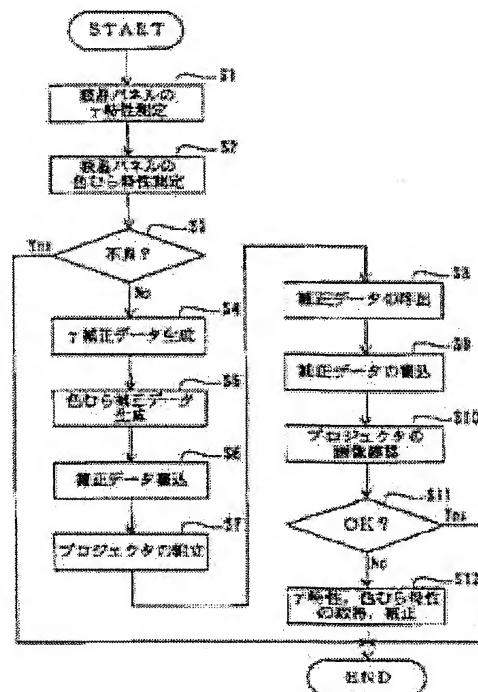 START
S1
液晶パネルの
γ特性測定
S2
液晶パネルの
色むら特性測定
S3
Yes
不良?
No
S4
γ補正データ生成
S5
色むら補正データ
生成
S6
補正データ書込
S7
プロジェクタの組立
S8
補正データの呼出
S9
補正データの書込
S10
プロジェクタの
画像確認
S11
OK?
Yes
No
S12
γ特性,色むら特性
の取得,補正
END